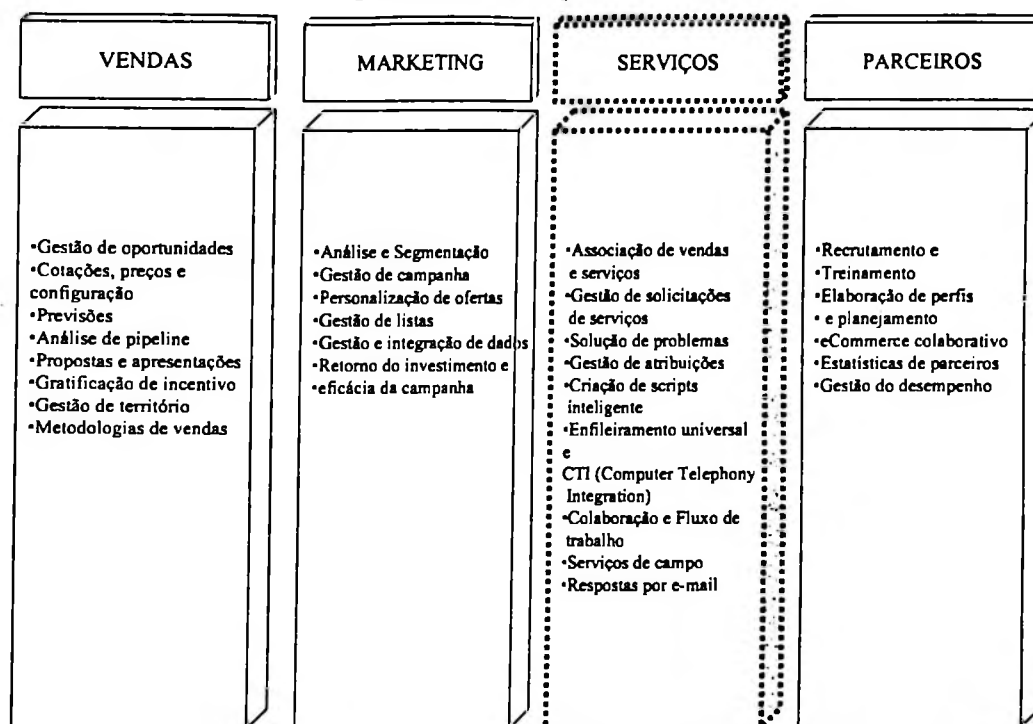 VENDAS
•Gestão de oportunidades
•Cotações, preços e
configuração
•Previsões
•Análise de pipeline
•Propostas e apresentações
•Gratificação de incentivo
•Gestão de território
•Metodologias de vendas
MARKETING
•Análise e Segmentação
•Gestão de campanha
•Personalização de ofertas
•Gestão de listas
•Gestão e integração de dados
•Retorno do investimento e
•eficácia da campanha
SERVIÇOS
•Associação de vendas
e serviços
•Gestão de solicitações
de serviços
•Solução de problemas
•Gestão de atribuições
•Criação de scripts
inteligente
•Enfileiramento universal
e
CTI (Computer Telephony
Integration)
•Colaboração e Fluxo de
trabalho
•Serviços de campo
•Respostas por e-mail
PARCEIROS
•Recrutamento e
•Treinamento
•Elaboração de perfis
• e planejamento
•eCommerce colaborativo
•Estatísticas de parceiros
•Gestão do desempenho